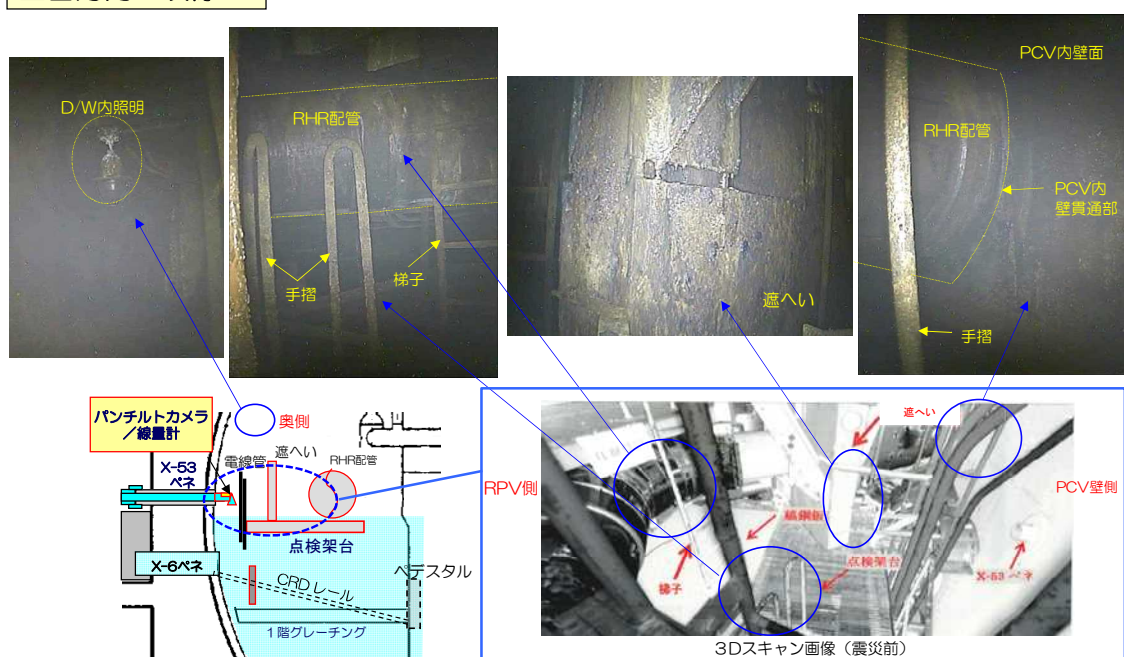 D/W内照明
RHR配管
手摺
梯子
遮へい
PCV内壁面
RHR配管
PCV内
壁貫通部
手摺
パンチルトカメラ
/線量計
奥側
X-53
ペネ
電線管
遮へい
RHR配管
点検架台
X-6ペネ
ペデスタル
CRDレール
1階グレーチング
RPV側
遮へい
PCV壁側
縞鋼鈑
梯子
点検架台
X-53 ペネ
3Dスキャン画像（震災前）